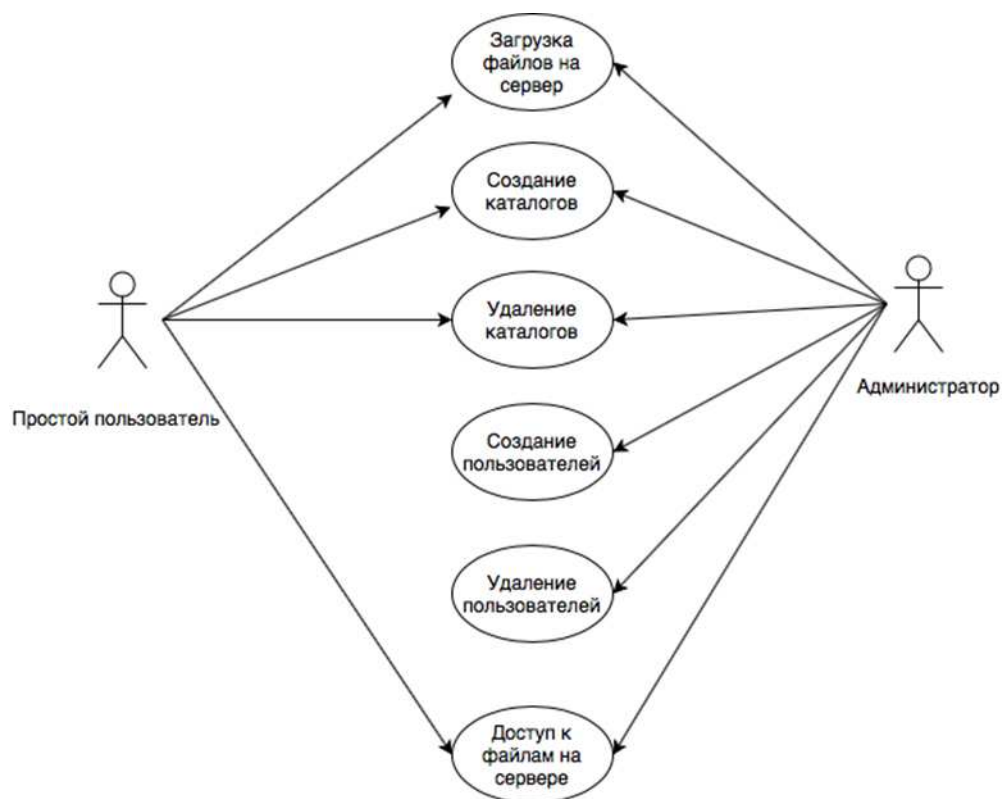 Загрузка
файлов на
сервер
Создание
каталогов
Удаление
каталогов
Простой пользователь
Администратор
Создание
пользователей
Удаление
пользователей
Доступ к
файлам на
сервере